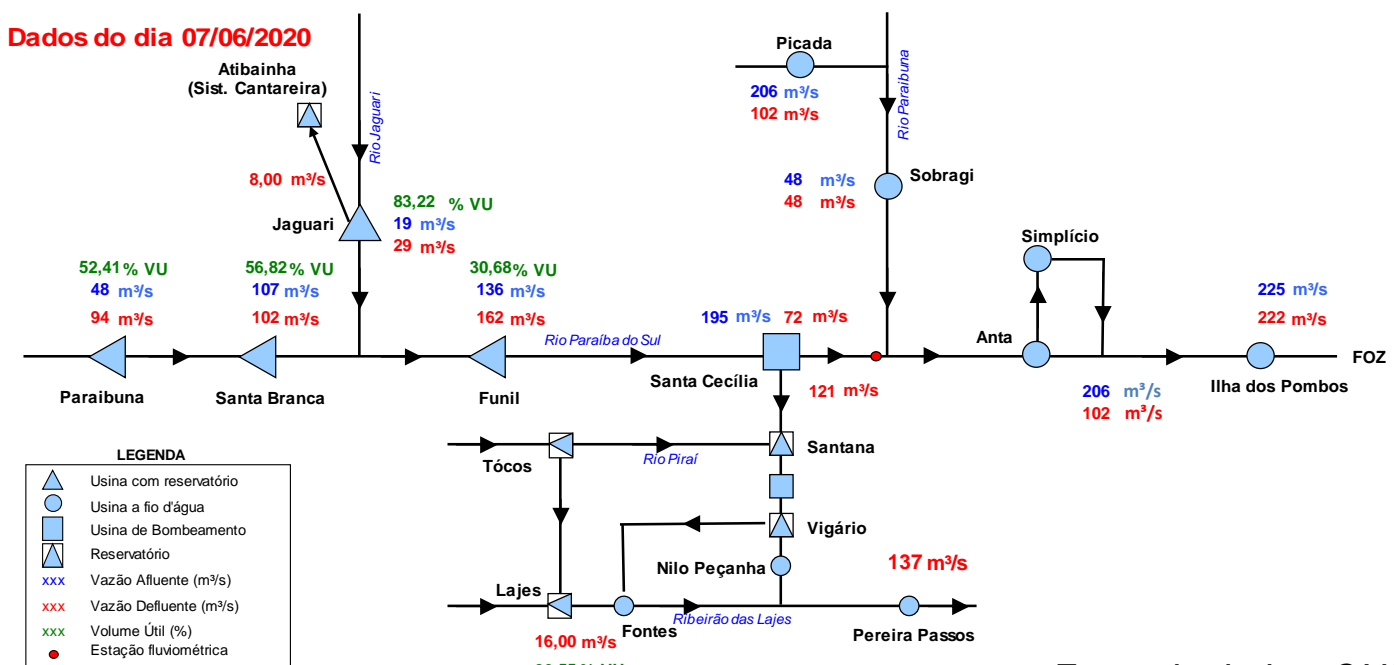 Dados do dia 07/06/2020
Atibainha
(Sist. Cantareira)
Rio Jaguari
8,00 m³/s
Jaguari
83,22 % VU
19 m³/s
29 m³/s
Picada
206 m³/s
102 m³/s
Rio Paraibuna
48 m³/s
48 m³/s
Sobragi
Simplício
52,41% VU
48 m³/s
94 m³/s
Paraibuna
56,82% VU
107 m³/s
102 m³/s
Santa Branca
30,68% VU
136 m³/s
162 m³/s
Funil
Rio Paraíba do Sul
195 m³/s 72 m³/s
Santa Cecília
121 m³/s
Anta
206 m³/s
102 m³/s
225 m³/s
222 m³/s
Ilha dos Pombos
FOZ
Tócos
Rio Piraí
Santana
Vigário
Nilo Peçanha
137 m³/s
Lajes
16,00 m³/s
Fontes
Ribeirão das Lajes
Pereira Passos
LEGENDA
Usina com reservatório
Usina a fio d'água
Usina de Bombeamento
Reservatório
xxx Vazão Afluente (m³/s)
xxx Vazão Defluente (m³/s)
xxx Volume Útil (%)
Estação fluviométrica